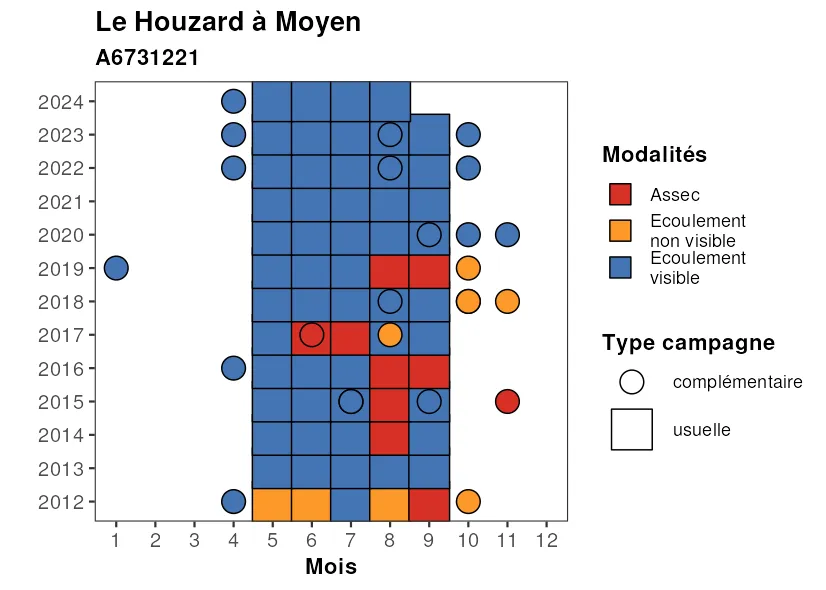 Le Houzard à Moyen
A6731221
2024
2023
2022
2021
2020
2019
2018
2017
2016
2015
2014
2013
2012
1 2 3 4 5 6 7 8 9 10 11 12
Mois
Modalités
Assec
Ecoulement
non visible
Ecoulement
visible
Type campagne
complémentaire
usuelle